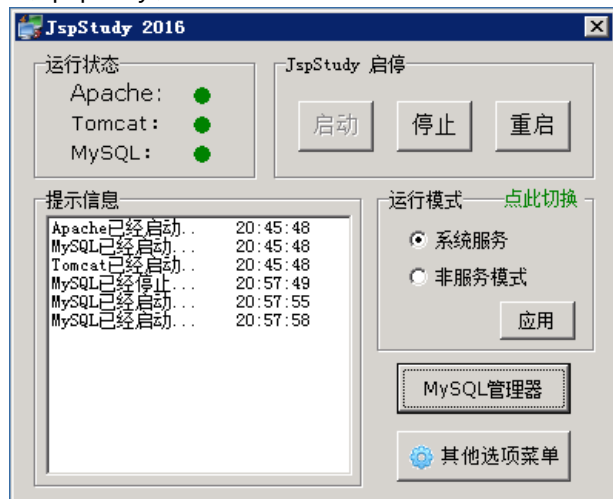 JspStudy 2016
运行状态
Apache:
Tomcat:
MySQL:
JspStudy 启停
启动
停止
重启
提示信息
Apache已经启动.. 20:45:48
MySQL已经启动... 20:45:48
Tomcat已经启动.. 20:45:48
MySQL已经停止... 20:57:49
MySQL已经启动... 20:57:55
MySQL已经启动... 20:57:58
运行模式 点此切换
系统服务
非服务模式
应用
MySQL管理器
其他选项菜单